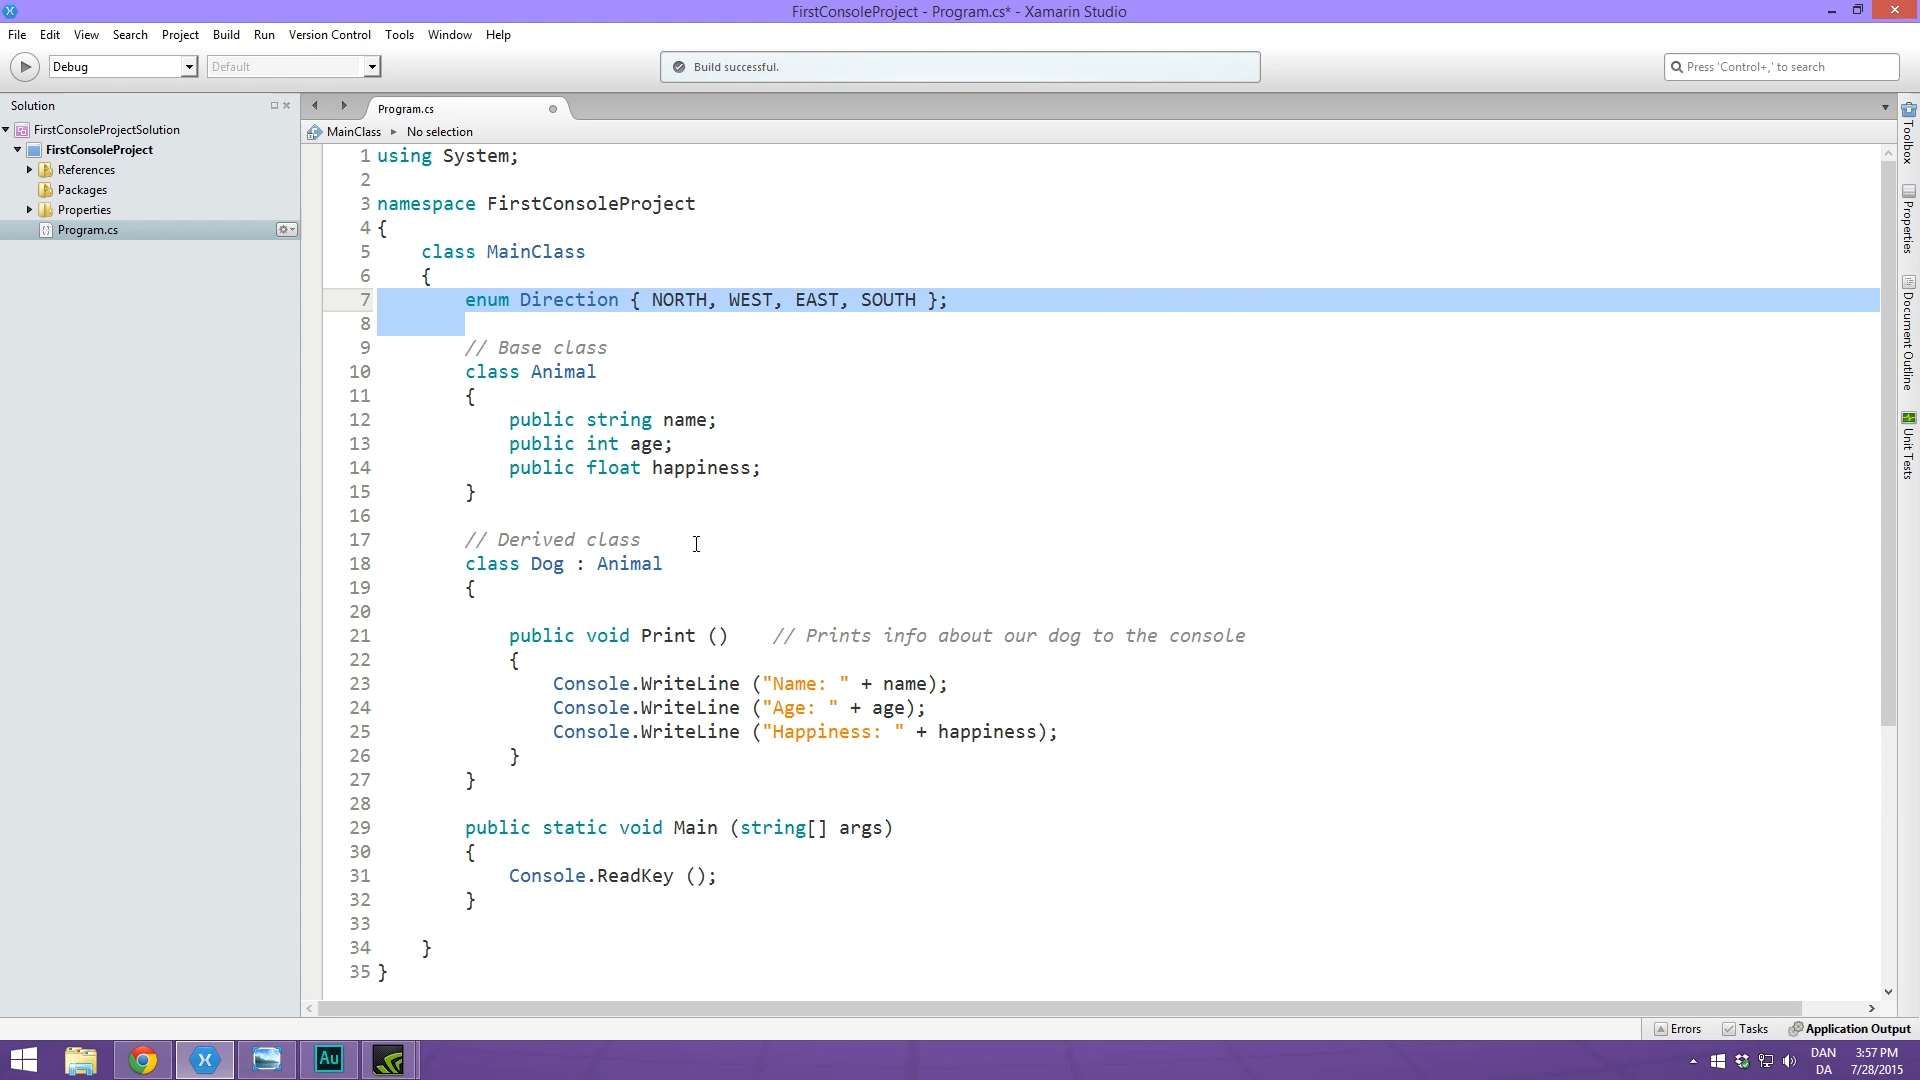 FirstConsoleProject - Program.cs* - Xamarin Studio
File Edit View Search Project Build Run Version Control Tools Window Help
Debug Default Build successful. Press 'Control+,' to search
Solution
FirstConsoleProjectSolution
FirstConsoleProject
References
Packages
Properties
Program.cs
Program.cs
MainClass No selection
1 using System;
2
3 namespace FirstConsoleProject
4 {
5 class MainClass
6 {
7 enum Direction { NORTH, WEST, EAST, SOUTH };
8
9 // Base class
10 class Animal
11 {
12 public string name;
13 public int age;
14 public float happiness;
15 }
16
17 // Derived class
18 class Dog : Animal
19 {
20
21 public void Print () // Prints info about our dog to the console
22 {
23 Console.WriteLine ("Name: " + name);
24 Console.WriteLine ("Age: " + age);
25 Console.WriteLine ("Happiness: " + happiness);
26 }
27 }
28
29 public static void Main (string[] args)
30 {
31 Console.ReadKey ();
32 }
33
34 }
35 }
Toolbox
Properties
Document Outline
Unit Tests
Errors Tasks Application Output
Au
DAN 3:57 PM
DA 7/28/2015